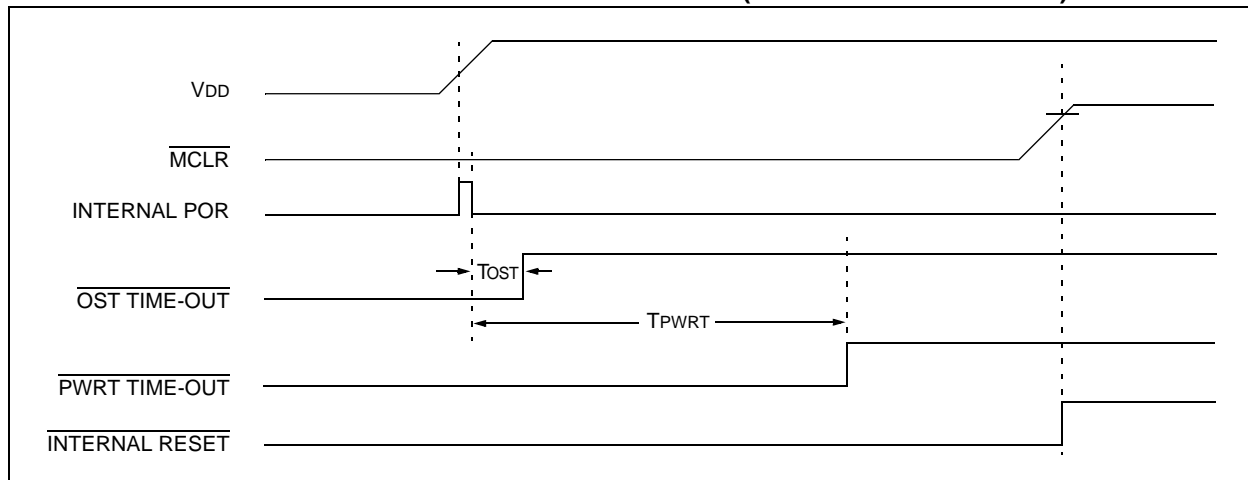 VDD
MCLR
INTERNAL POR
TOST
OST TIME-OUT
TPWRT
PWRT TIME-OUT
INTERNAL RESET